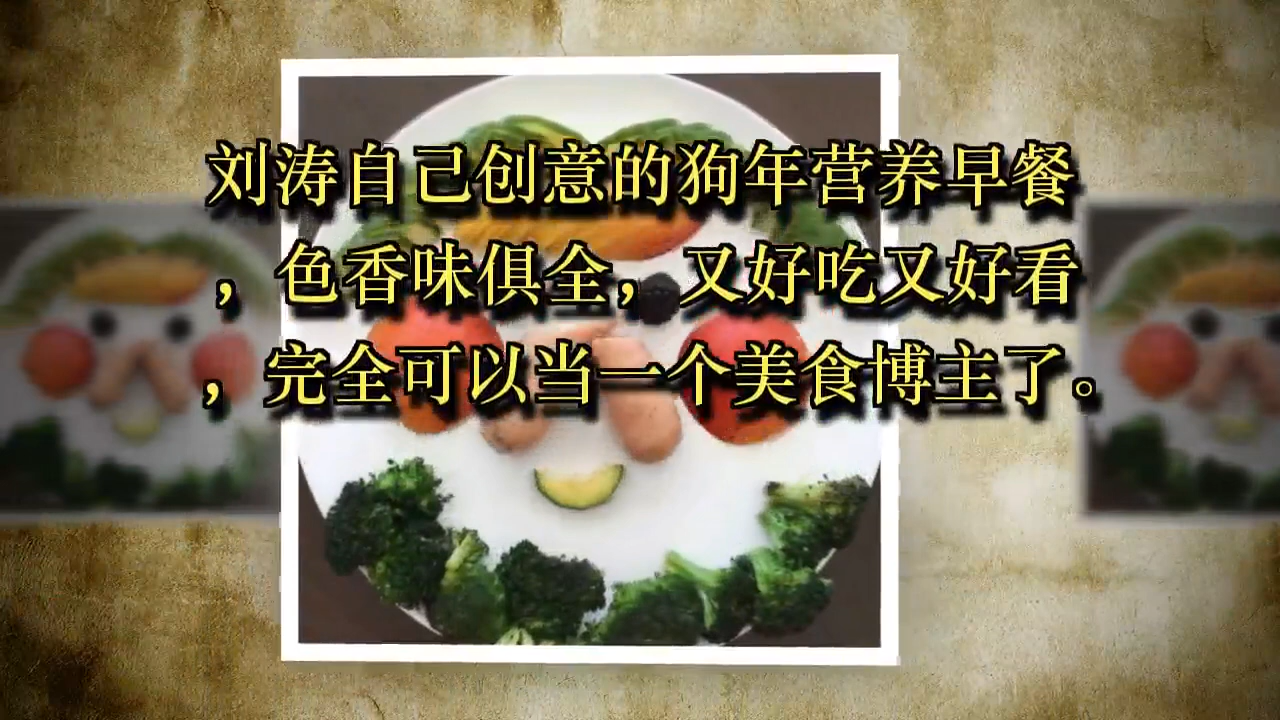 刘涛自己创意的狗年营养早餐
，色香味俱全，又好吃又好看
，完全可以当一个美食博主了。